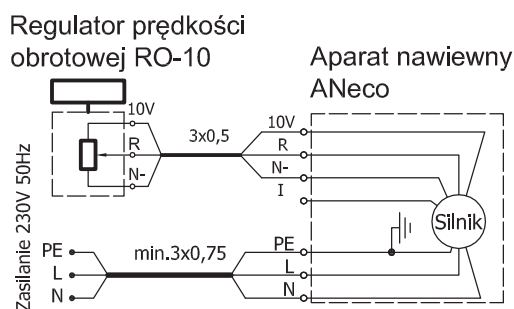 Regulator prędkości
obrotowej RO-10
Aparat nawiewny
ANeco
10V
R
N-
3x0,5
10V
R
N-
I
Silnik
Zasilanie 230V 50Hz
PE
L
N
min.3x0,75
PE
L
N